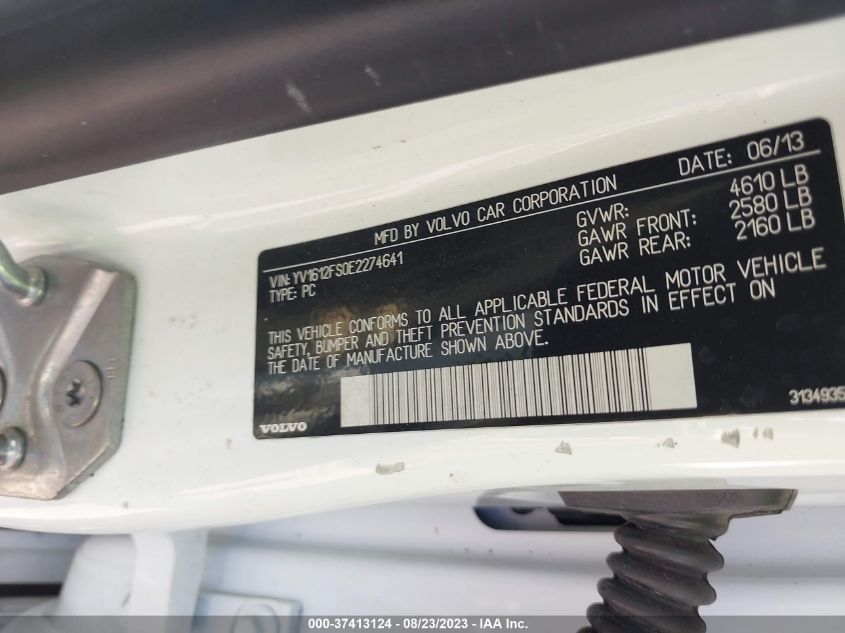 MFD BY VOLVO CAR CORPORATION DATE: 06/13
GVWR: 4610 LB
GAWR FRONT: 2580 LB
GAWR REAR: 2160 LB
VIN: YV1612FS0E2274641
TYPE: PC
THIS VEHICLE CONFORMS TO ALL APPLICABLE FEDERAL MOTOR VEHICLE
SAFETY, BUMPER AND THEFT PREVENTION STANDARDS IN EFFECT ON
THE DATE OF MANUFACTURE SHOWN ABOVE.
VOLVO
3134935
000-37413124 - 08/23/2023 - IAA Inc.